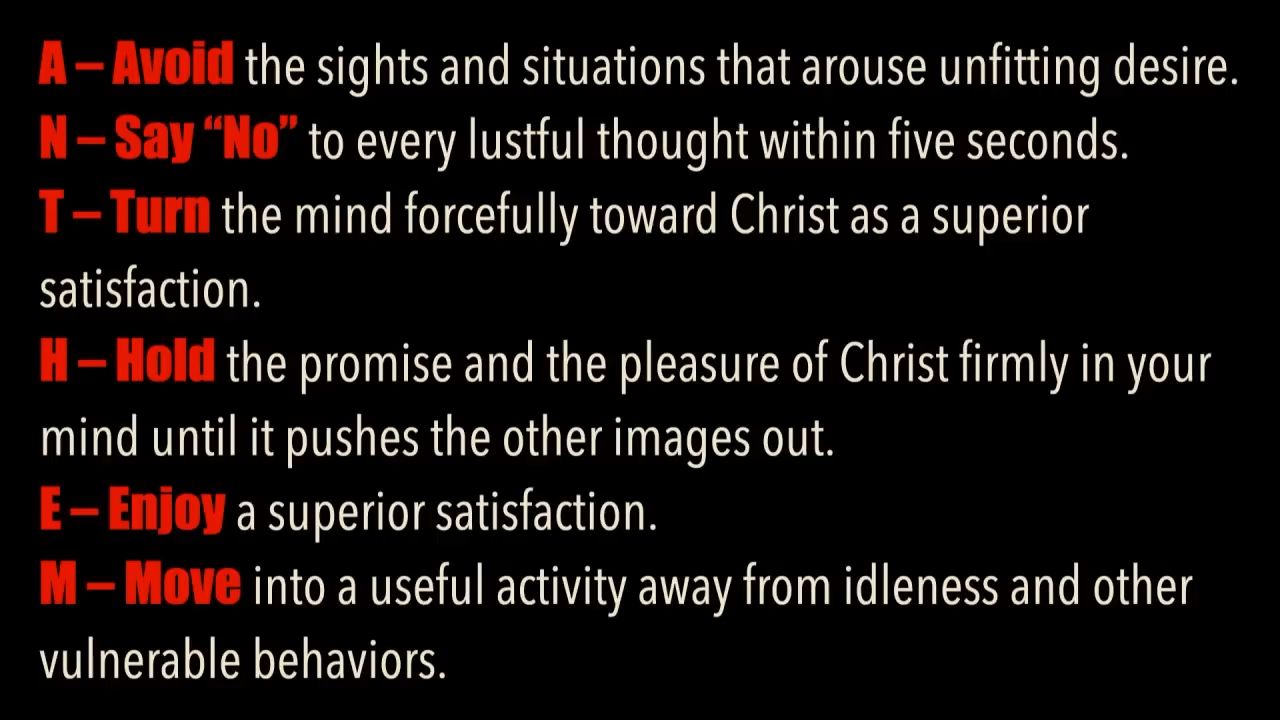 A – Avoid the sights and situations that arouse unfitting desire.
N – Say “No” to every lustful thought within five seconds.
T – Turn the mind forcefully toward Christ as a superior
satisfaction.
H – Hold the promise and the pleasure of Christ firmly in your
mind until it pushes the other images out.
E – Enjoy a superior satisfaction.
M – Move into a useful activity away from idleness and other
vulnerable behaviors.